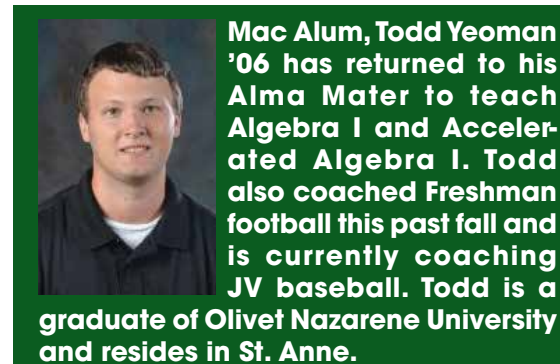 Mac Alum, Todd Yeoman
’06 has returned to his
Alma Mater to teach
Algebra I and Acceler-
ated Algebra I. Todd
also coached Freshman
football this past fall and
is currently coaching
JV baseball. Todd is a
graduate of Olivet Nazarene University
and resides in St. Anne.